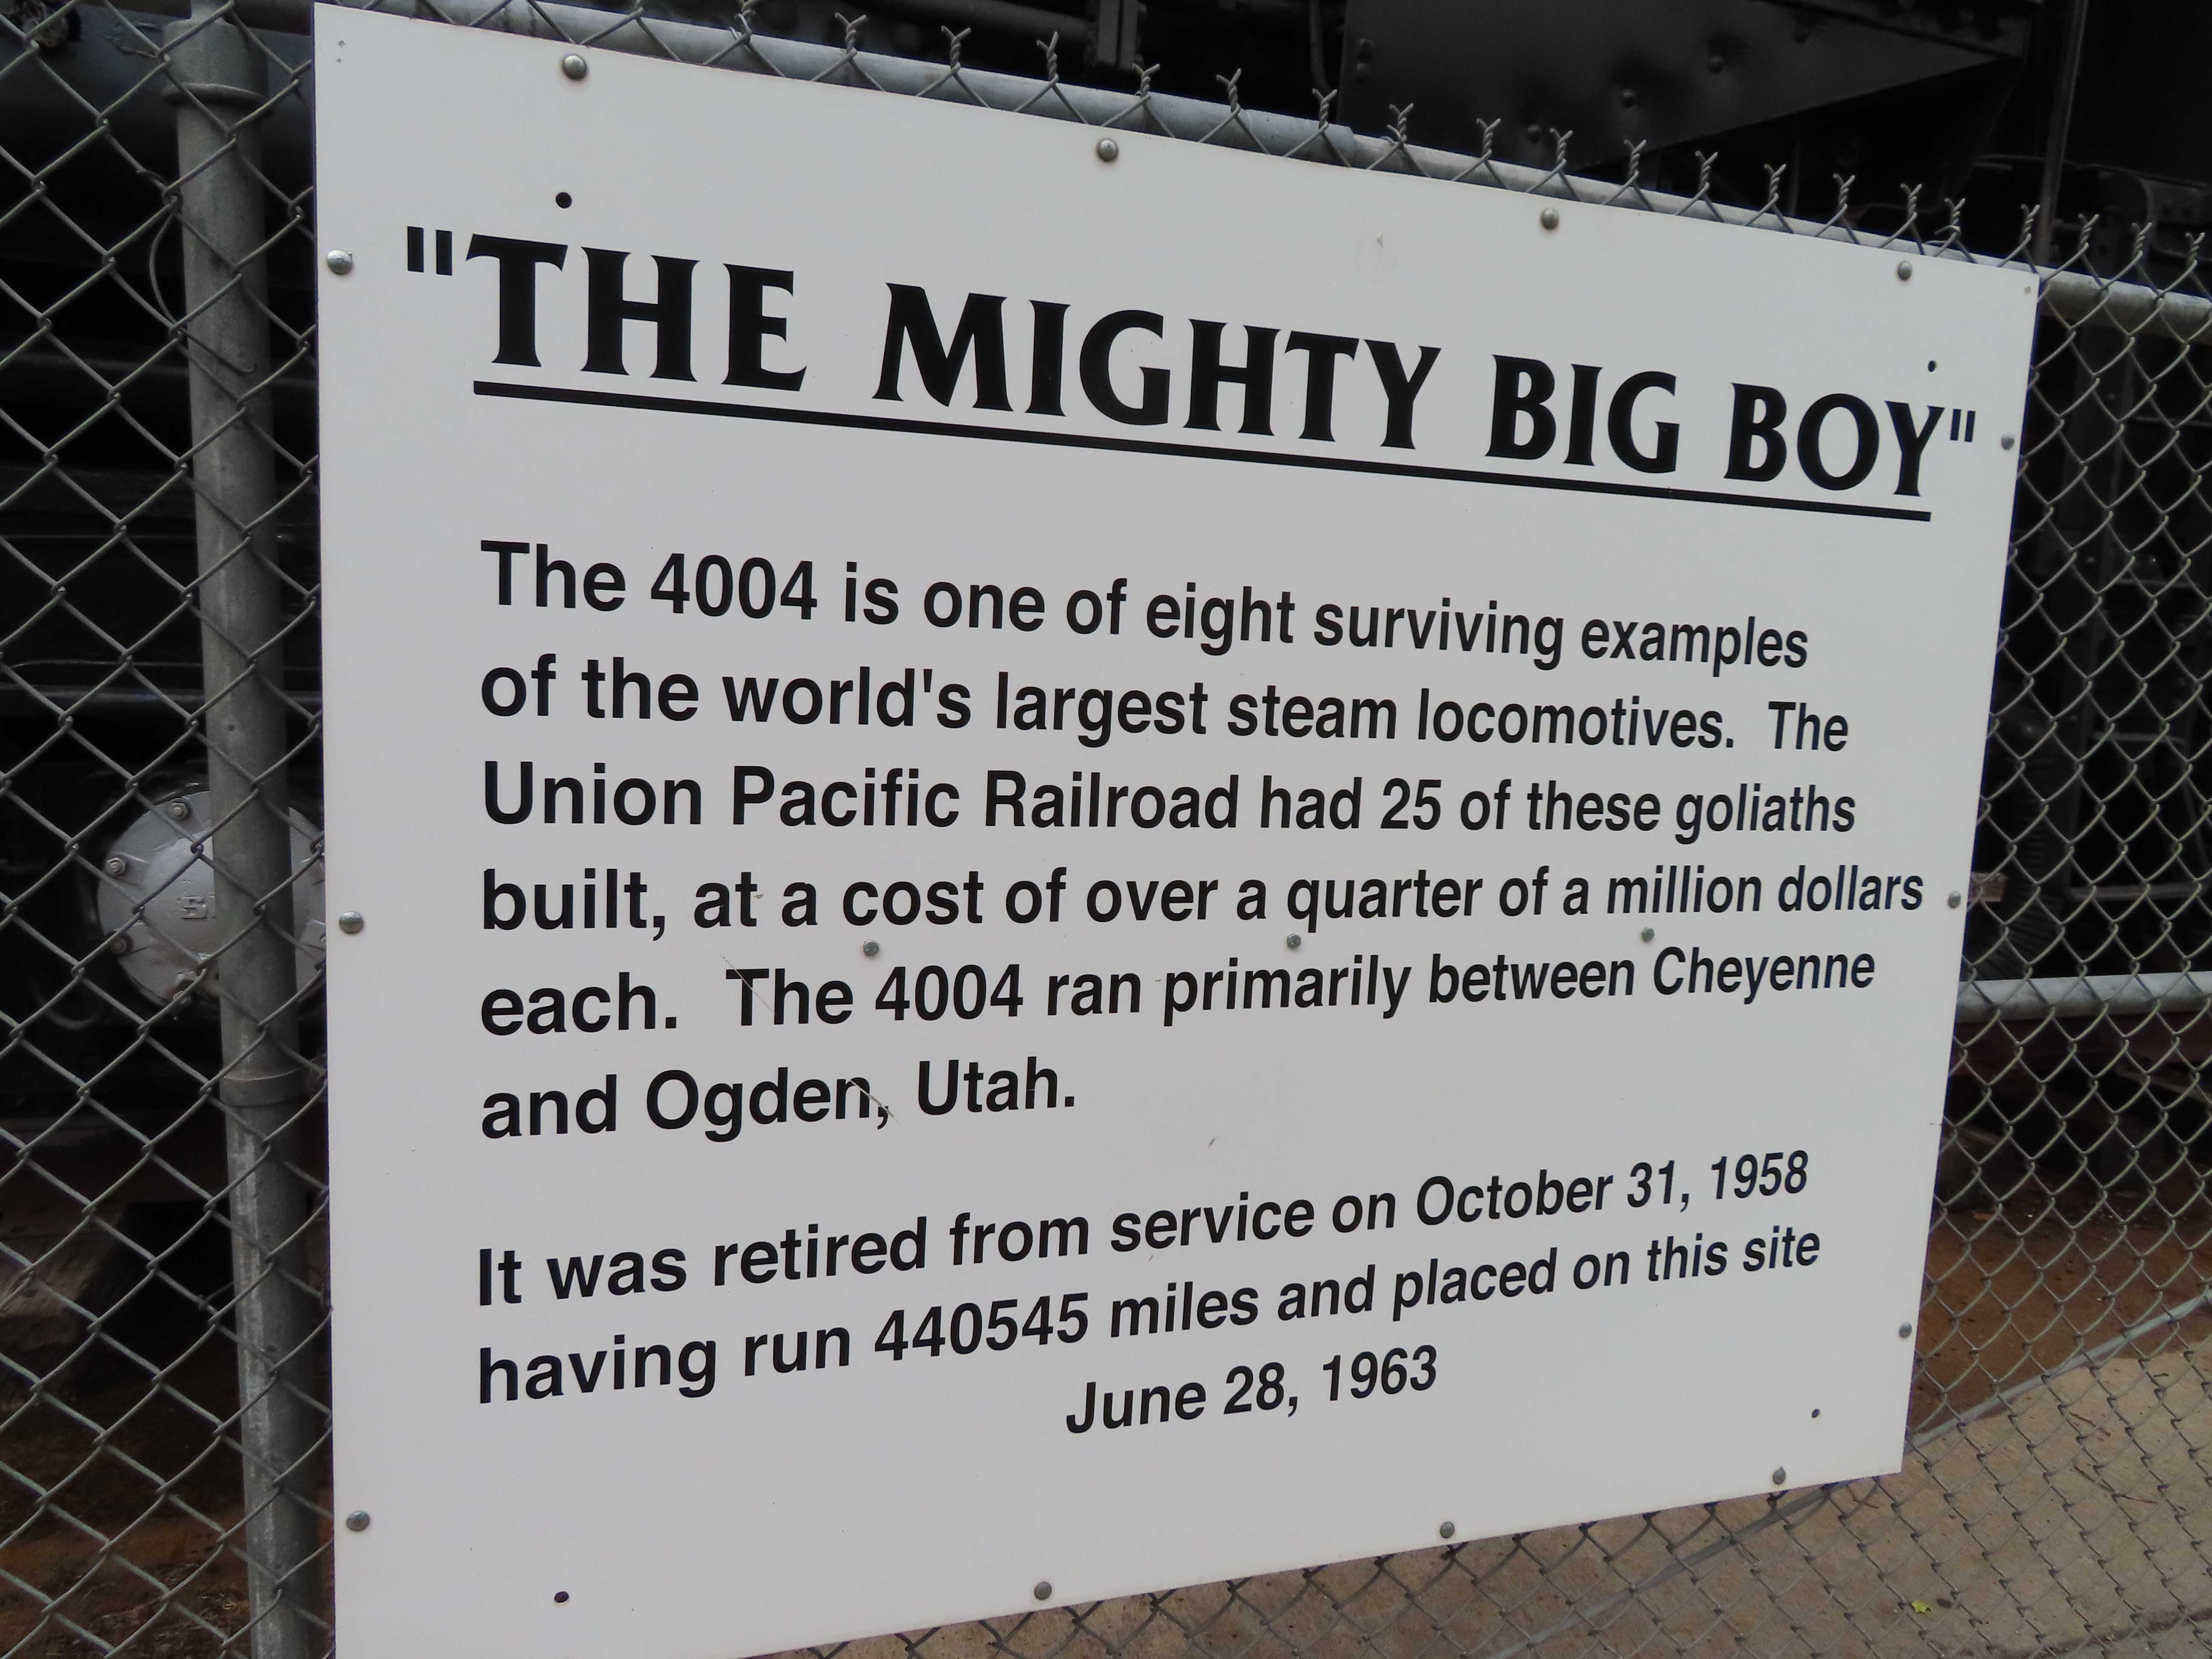 "THE MIGHTY BIG BOY"
The 4004 is one of eight surviving examples
of the world's largest steam locomotives. The
Union Pacific Railroad had 25 of these goliaths
built, at a cost of over a quarter of a million dollars
each. The 4004 ran primarily between Cheyenne
and Ogden, Utah.
It was retired from service on October 31, 1958
having run 440545 miles and placed on this site
June 28, 1963